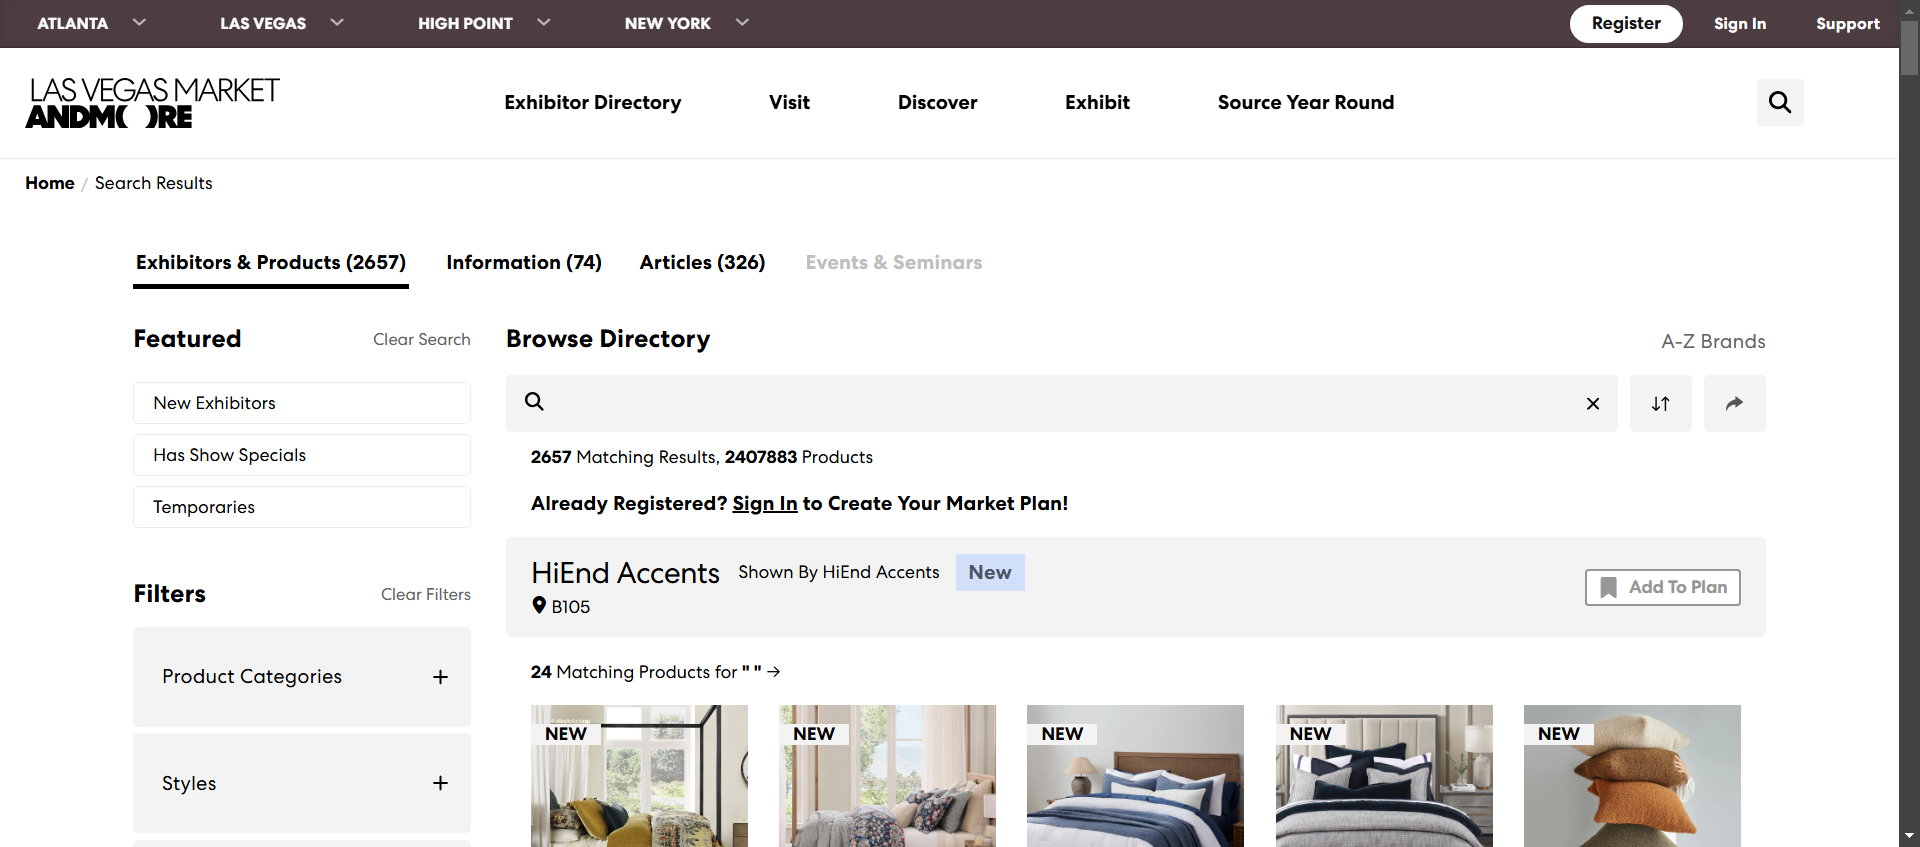 ATLANTA LAS VEGAS HIGH POINT NEW YORK Register Sign In Support
LAS VEGAS MARKET
ANDMORE
Exhibitor Directory Visit Discover Exhibit Source Year Round
Home / Search Results
Exhibitors & Products (2657) Information (74) Articles (326) Events & Seminars
Featured Clear Search
New Exhibitors
Has Show Specials
Temporaries
Filters Clear Filters
Product Categories +
Styles +
Browse Directory A-Z Brands
2657 Matching Results, 2407883 Products
Already Registered? Sign In to Create Your Market Plan!
HiEnd Accents Shown By HiEnd Accents New
B105
Add To Plan
24 Matching Products for " " →
NEW NEW NEW NEW NEW